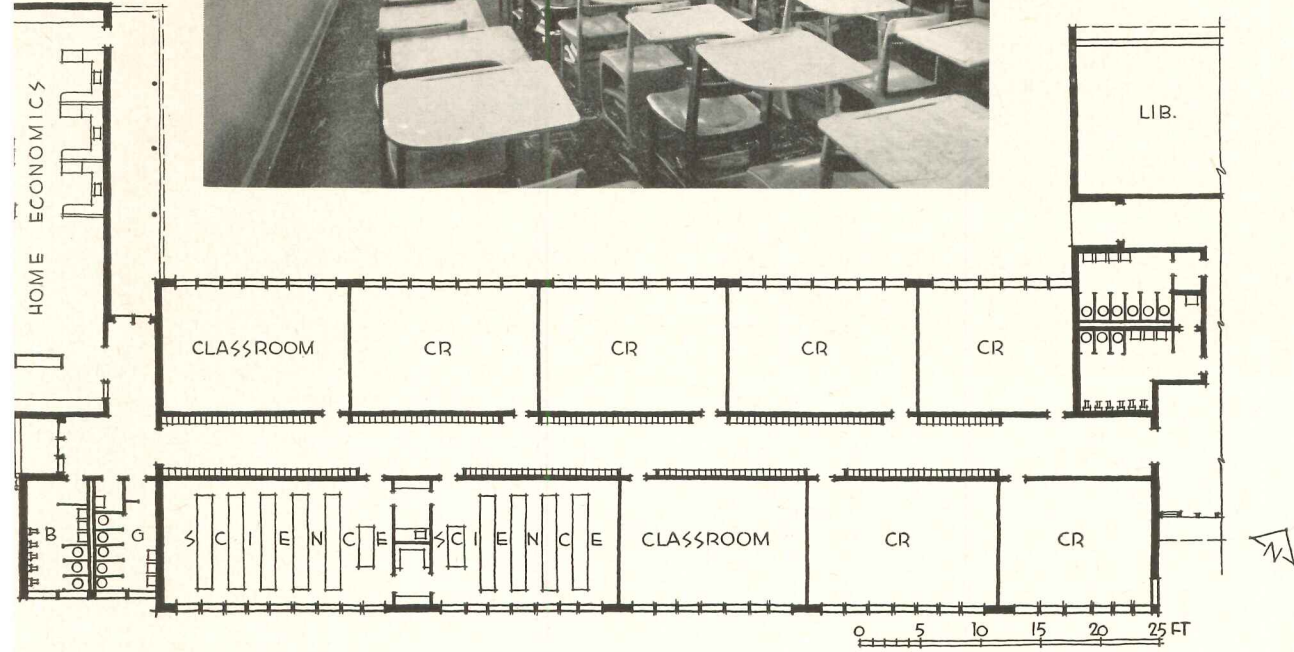 HOME ECONOMICS
LIB.
CLASSROOM CR CR CR CR
B G SCIENCE SCIENCE CLASSROOM CR CR
N
0 5 10 15 20 25 FT